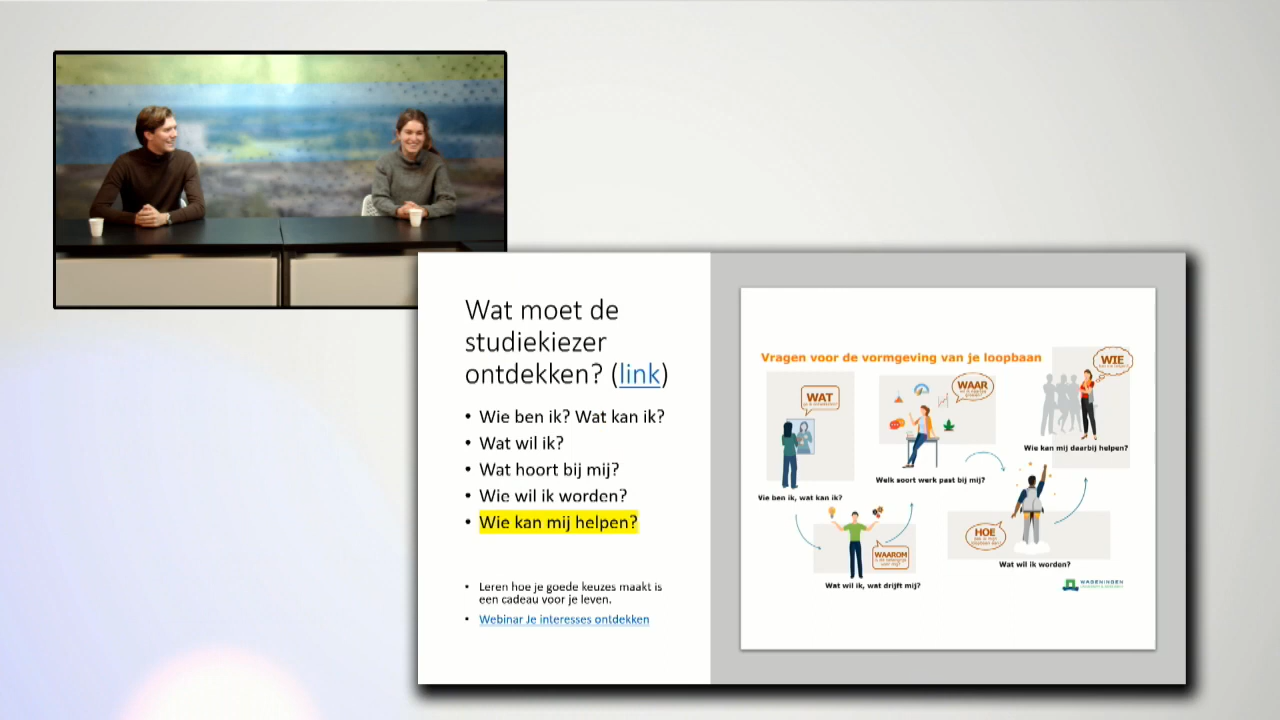 Wat moet de
studiekiezer
ontdekken? (link)
• Wie ben ik? Wat kan ik?
• Wat wil ik?
• Wat hoort bij mij?
• Wie wil ik worden?
• Wie kan mij helpen?
• Leren hoe je goede keuzes maakt is
een cadeau voor je leven.
• Webinar Je interesses ontdekken
Vragen voor de vormgeving van je loopbaan
WAT
WAAR
WIE
Wie kan mij daarbij helpen?
Welk soort werk past bij mij?
Wie ben ik, wat kan ik?
HOE
WAAROM
Wat wil ik worden?
Wat wil ik, wat drijft mij?
WAGENINGEN